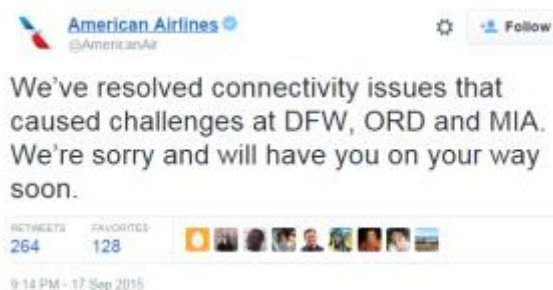 American Airlines
@AmericanAir
Follow
We've resolved connectivity issues that
caused challenges at DFW, ORD and MIA.
We're sorry and will have you on your way
soon.
RETWEETS FAVORITES
264 128
9:14 PM - 17 Sep 2015